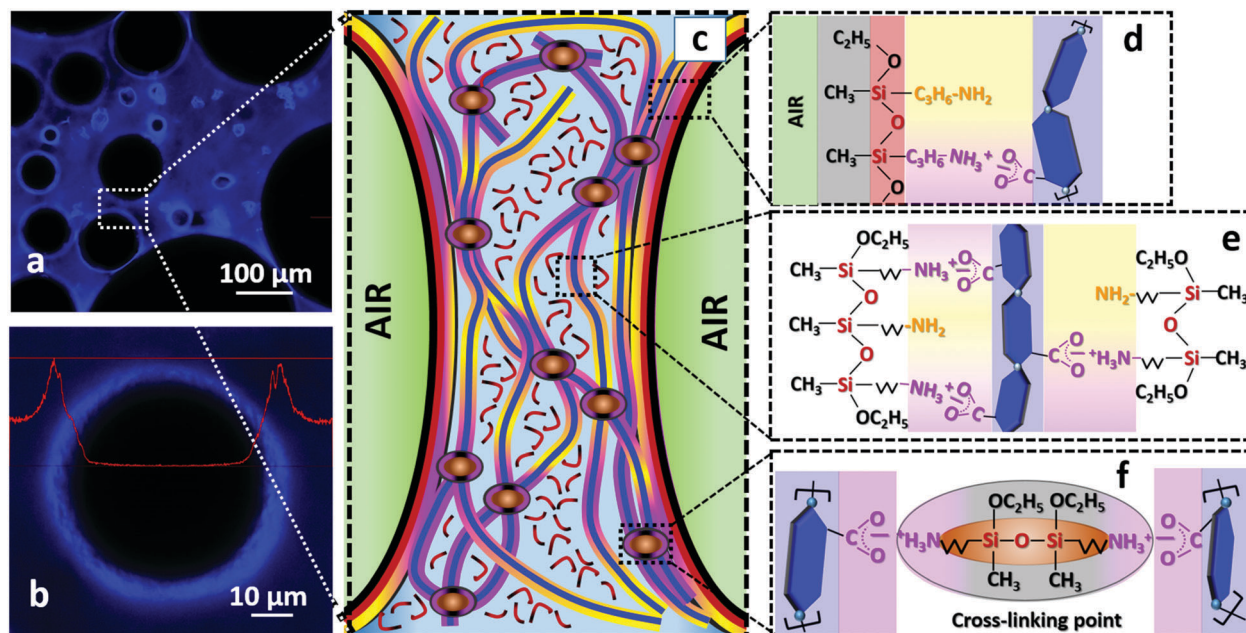 a
100 μm
b
10 μm
c
AIR
AIR
d
AIR
C₂H₅
O
CH₃
Si
C₃H₆-NH₂
O
CH₃
Si
C₃H₆-NH₃⁺
O
O
C
O
e
OC₂H₅
CH₃
Si
NH₃⁺
O
O
C
O
CH₃
Si
NH₂
O
CH₃
Si
NH₃⁺
O
O
C
OC₂H₅
C₂H₅O
NH₂
Si
CH₃
O
C
O
O
⁺H₃N
Si
CH₃
C₂H₅O
f
C
O
O
OC₂H₅
OC₂H₅
⁺H₃N
Si
O
Si
NH₃⁺
CH₃
CH₃
O
O
C
Cross-linking point